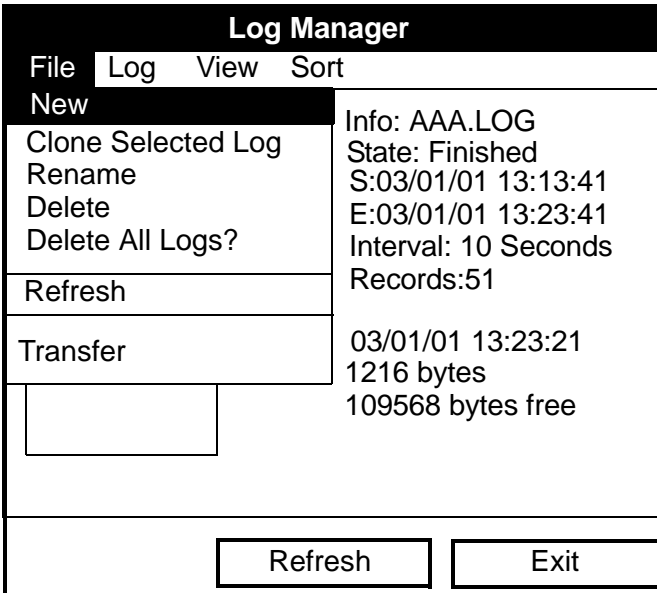 Log Manager
File Log View Sort
New
Clone Selected Log
Rename
Delete
Delete All Logs?
Refresh
Transfer
Info: AAA.LOG
State: Finished
S:03/01/01 13:13:41
E:03/01/01 13:23:41
Interval: 10 Seconds
Records:51
03/01/01 13:23:21
1216 bytes
109568 bytes free
Refresh
Exit